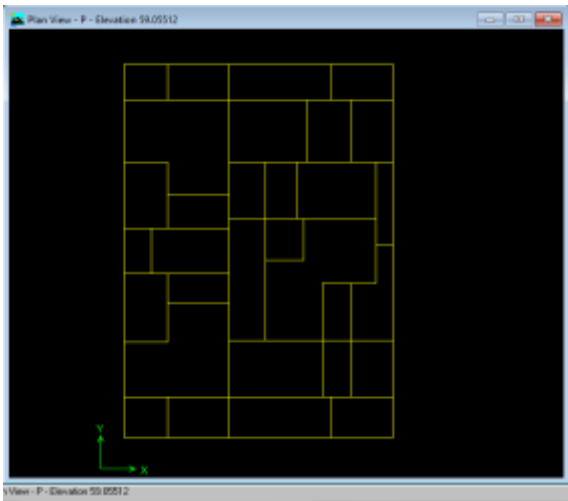 Plan View - P - Elevation 59.05512
Y
X
View - P - Elevation 59.05512